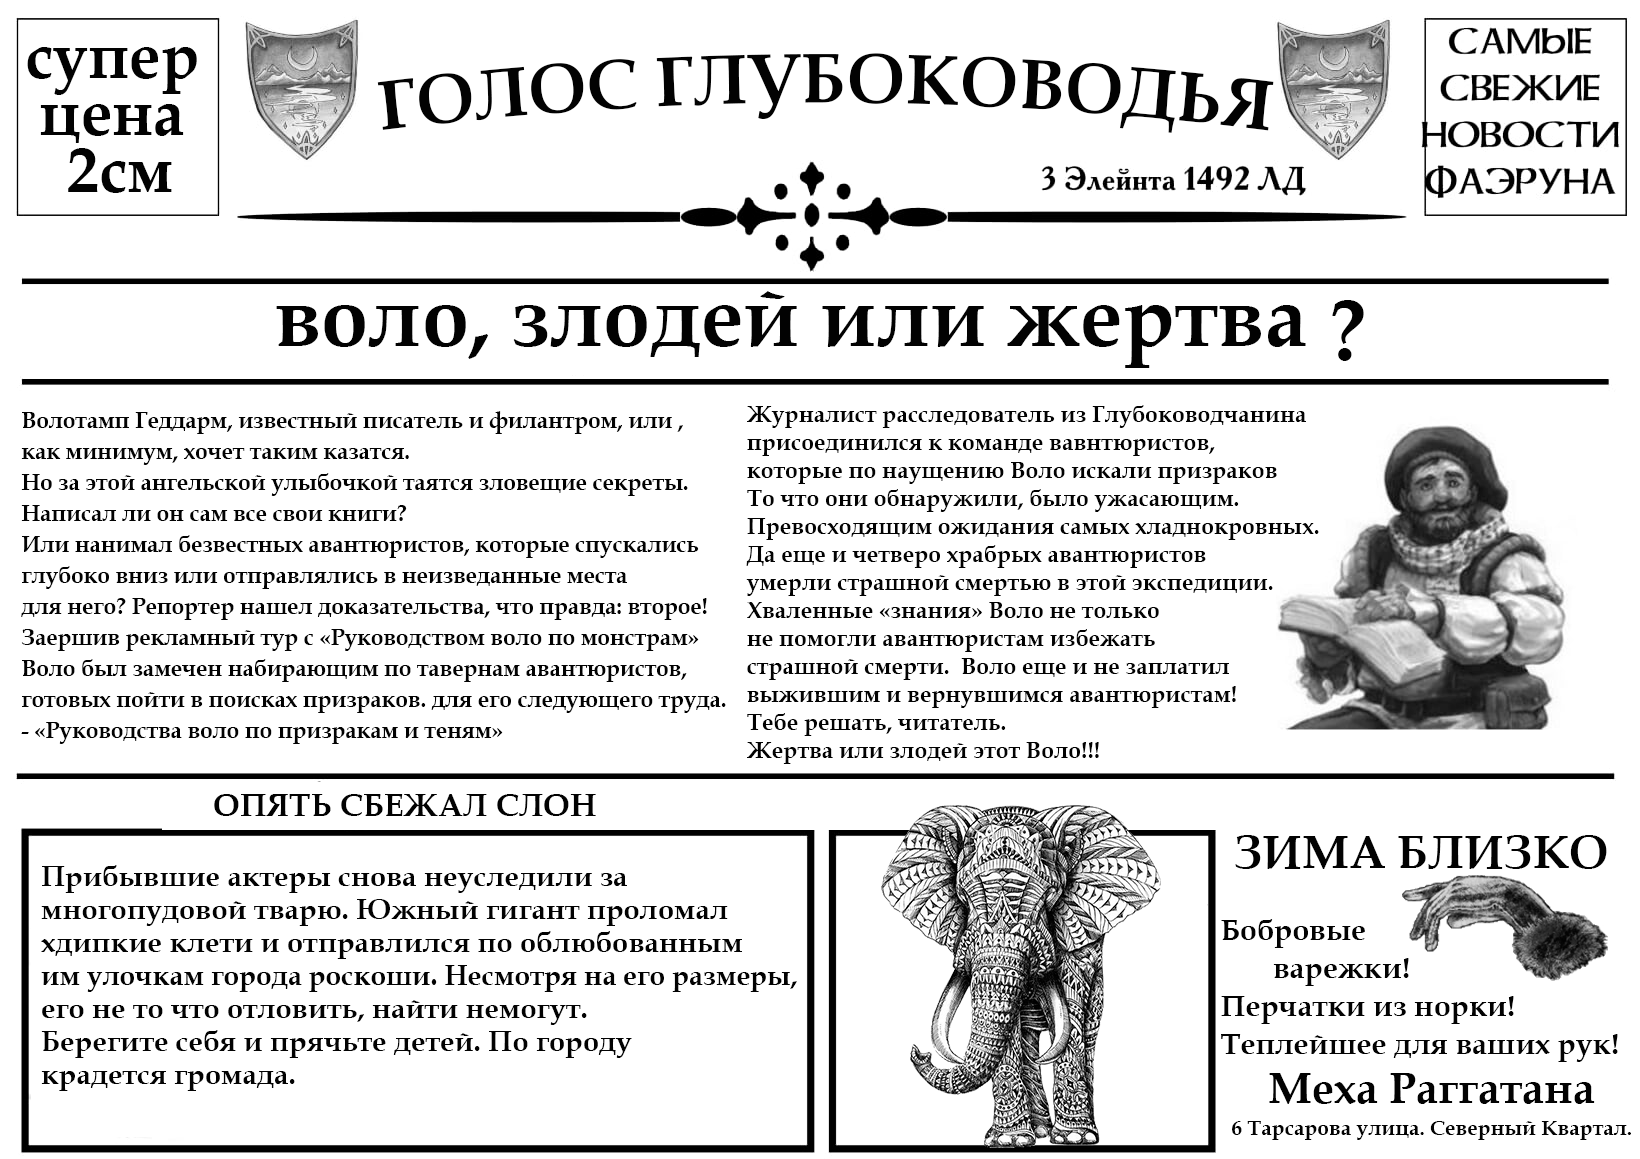 супер
цена
2см
ГОЛОС ГЛУБОКОВОДЬЯ
3 Элейнта 1492 ЛД
САМЫЕ
СВЕЖИЕ
НОВОСТИ
ФАЭРУНА
воло, злодей или жертва ?
Волотамп Геддарм, известный писатель и филантром, или ,
как минимум, хочет таким казатся.
Но за этой ангельской улыбочкой таятся зловещие секреты.
Написал ли он сам все свои книги?
Или нанимал безвестных авантюристов, которые спускались
глубоко вниз или отправлялись в неизведанные места
для него? Репортер нашел доказательства, что правда: второе!
Заершив рекламный тур с «Руководством воло по монстрам»
Воло был замечен набирающим по тавернам авантюристов,
готовых пойти в поисках призраков. для его следующего труда.
- «Руководства воло по призракам и теням»
Журналист расследователь из Глубоководчанина
присоединился к команде вавнтюристов,
которые по наущению Воло искали призраков
То что они обнаружили, было ужасающим.
Превосходящим ожидания самых хладнокровных.
Да еще и четверо храбрых авантюристов
умерли страшной смертью в этой экспедиции.
Хваленные «знания» Воло не только
не помогли авантюристам избежать
страшной смерти. Воло еще и не заплатил
выжившим и вернувшимся авантюристам!
Тебе решать, читатель.
Жертва или злодей этот Воло!!!
ОПЯТЬ СБЕЖАЛ СЛОН
Прибывшие актеры снова неуследили за
многопудовой тварю. Южный гигант проломал
хдипкие клети и отправлился по облюбованным
им улочкам города роскоши. Несмотря на его размеры,
его не то что отловить, найти немогут.
Берегите себя и прячьте детей. По городу
крадется громада.
ЗИМА БЛИЗКО
Бобровые
варежки!
Перчатки из норки!
Теплейшее для ваших рук!
Меха Раггатана
6 Тарсарова улица. Северный Квартал.